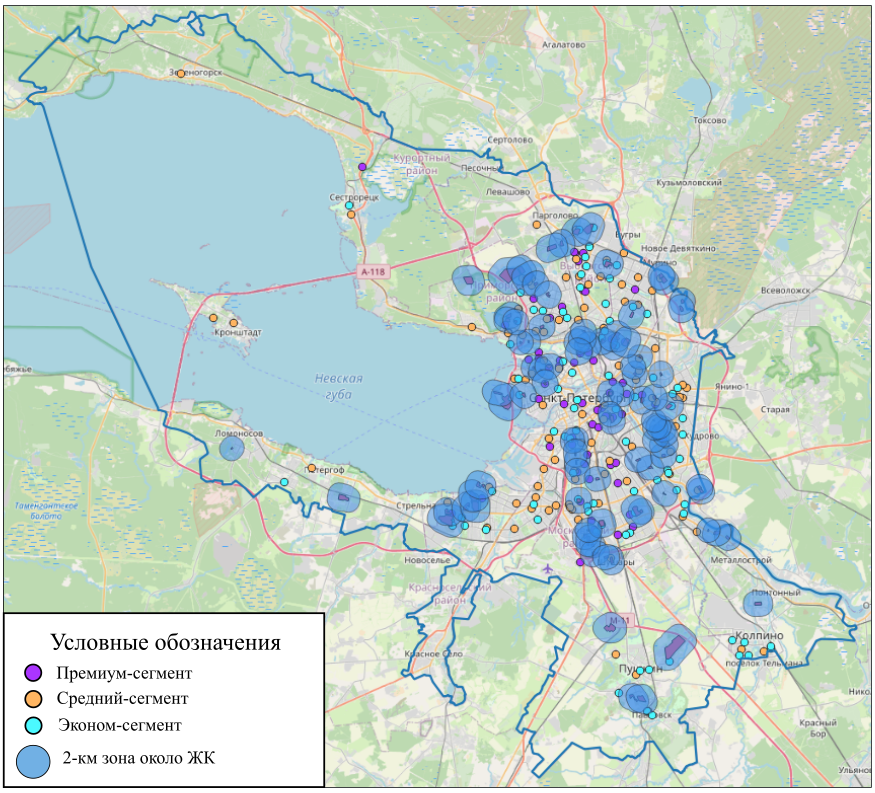 Агалатово
Зеленогорск
Токсово
Сертолово
Курортный
район
Песочный
Кузьмоловский
Левашово
Сестрорецк
Парголово
Бугры
Новое Девяткино
Мурино
А-118
район
Всеволожск
Кронштадт
Невская
губа
Янино-1
Санкт-Петербург
Старая
Кудрово
Ломоносов
Петергоф
Таменгонтское
болото
Стрельна
Новоселье
Металлострой
Красносельский
район
Понтонный
М-11
Колпино
Красное Село
Пушкин
поселок Тельмана
Павловск
Красный
Бор
Ульяно
Условные обозначения
Премиум-сегмент
Средний-сегмент
Эконом-сегмент
2-км зона около ЖК